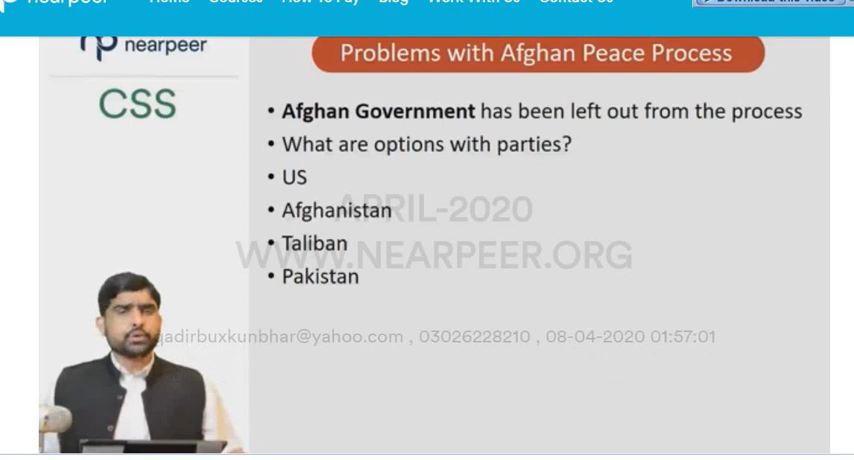 nearpeer Home Courses How To Pay Blog Work With Us Contact Us Download this video
nearpeer
Problems with Afghan Peace Process
CSS
• Afghan Government has been left out from the process
• What are options with parties?
• US
• Afghanistan
APRIL-2020
• Taliban
WWW.NEARPEER.ORG
• Pakistan
qadirbuxkunbhar@yahoo.com , 03026228210 , 08-04-2020 01:57:01